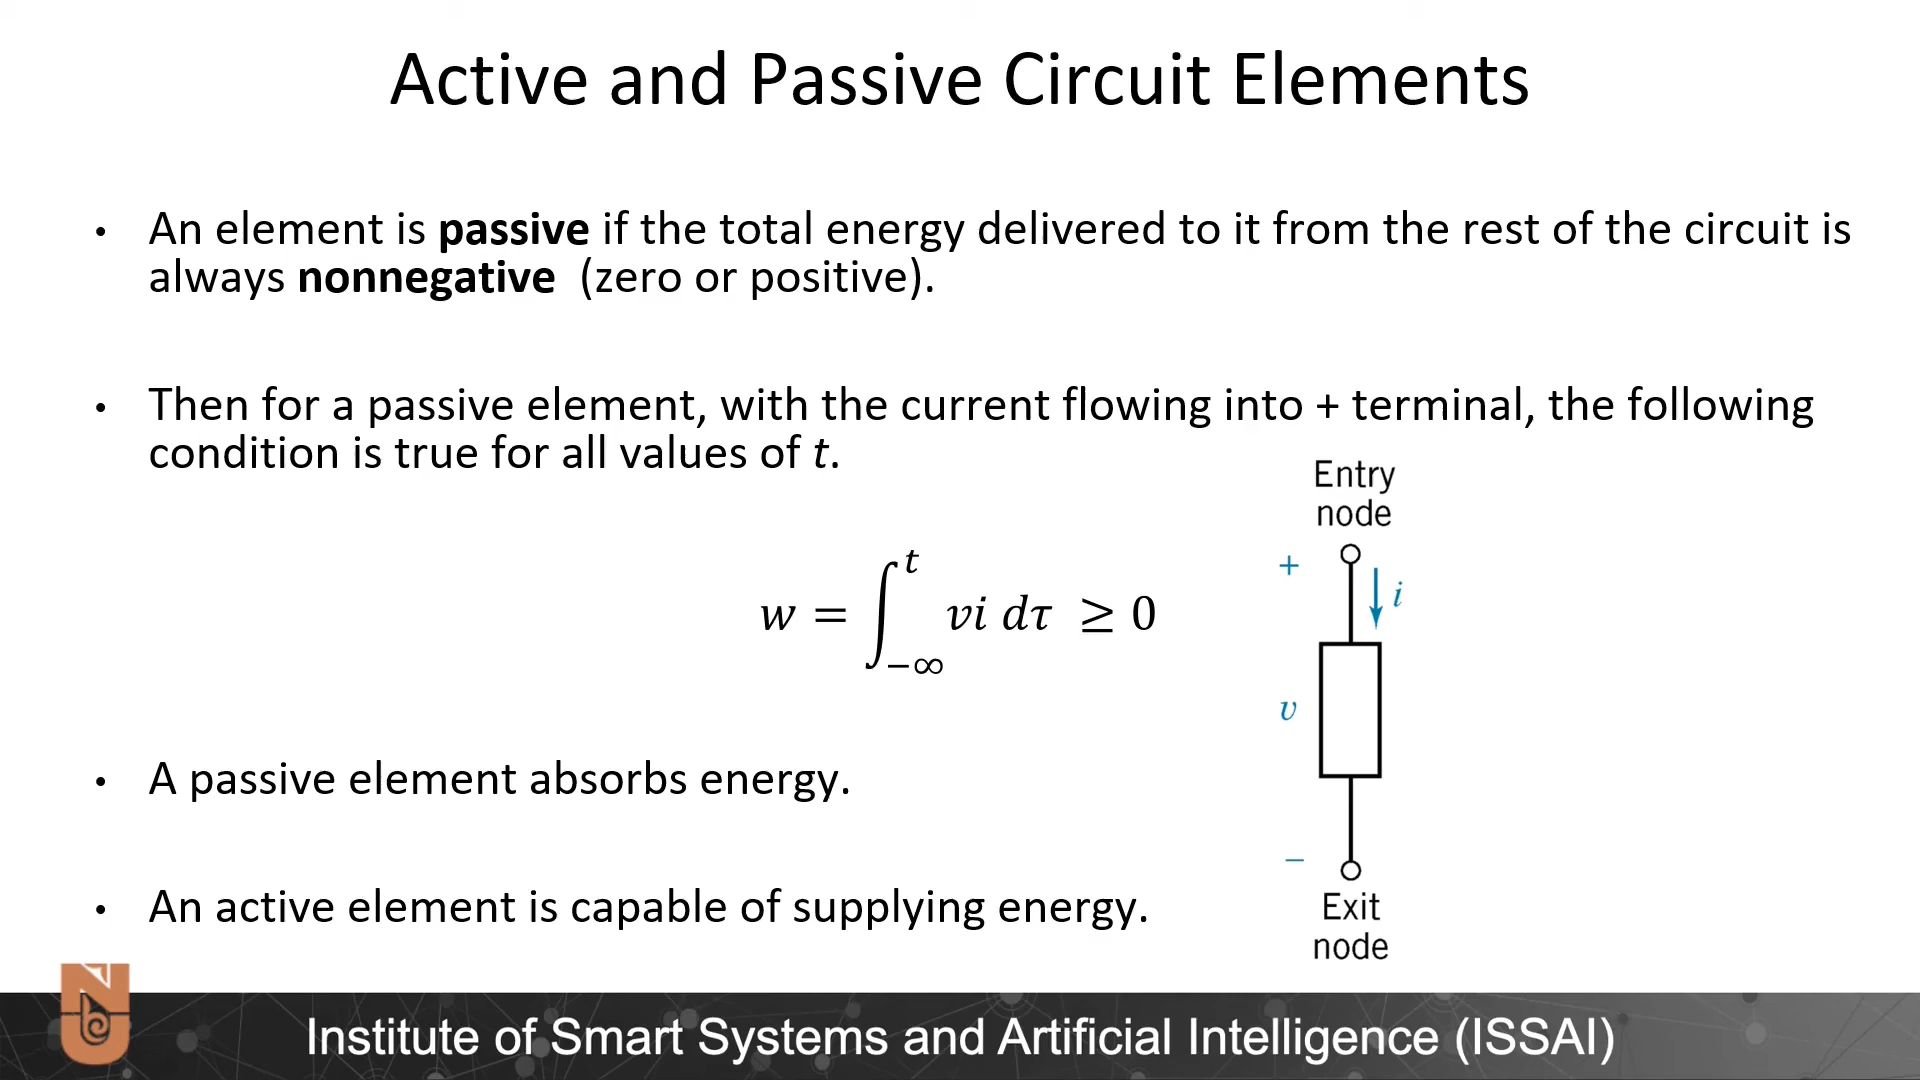 Active and Passive Circuit Elements
• An element is passive if the total energy delivered to it from the rest of the circuit is
always nonnegative (zero or positive).
• Then for a passive element, with the current flowing into + terminal, the following
condition is true for all values of t.
w = ∫_{-∞}^{t} vi dτ ≥ 0
Entry
node
+
i
v
−
Exit
node
• A passive element absorbs energy.
• An active element is capable of supplying energy.
Institute of Smart Systems and Artificial Intelligence (ISSAI)